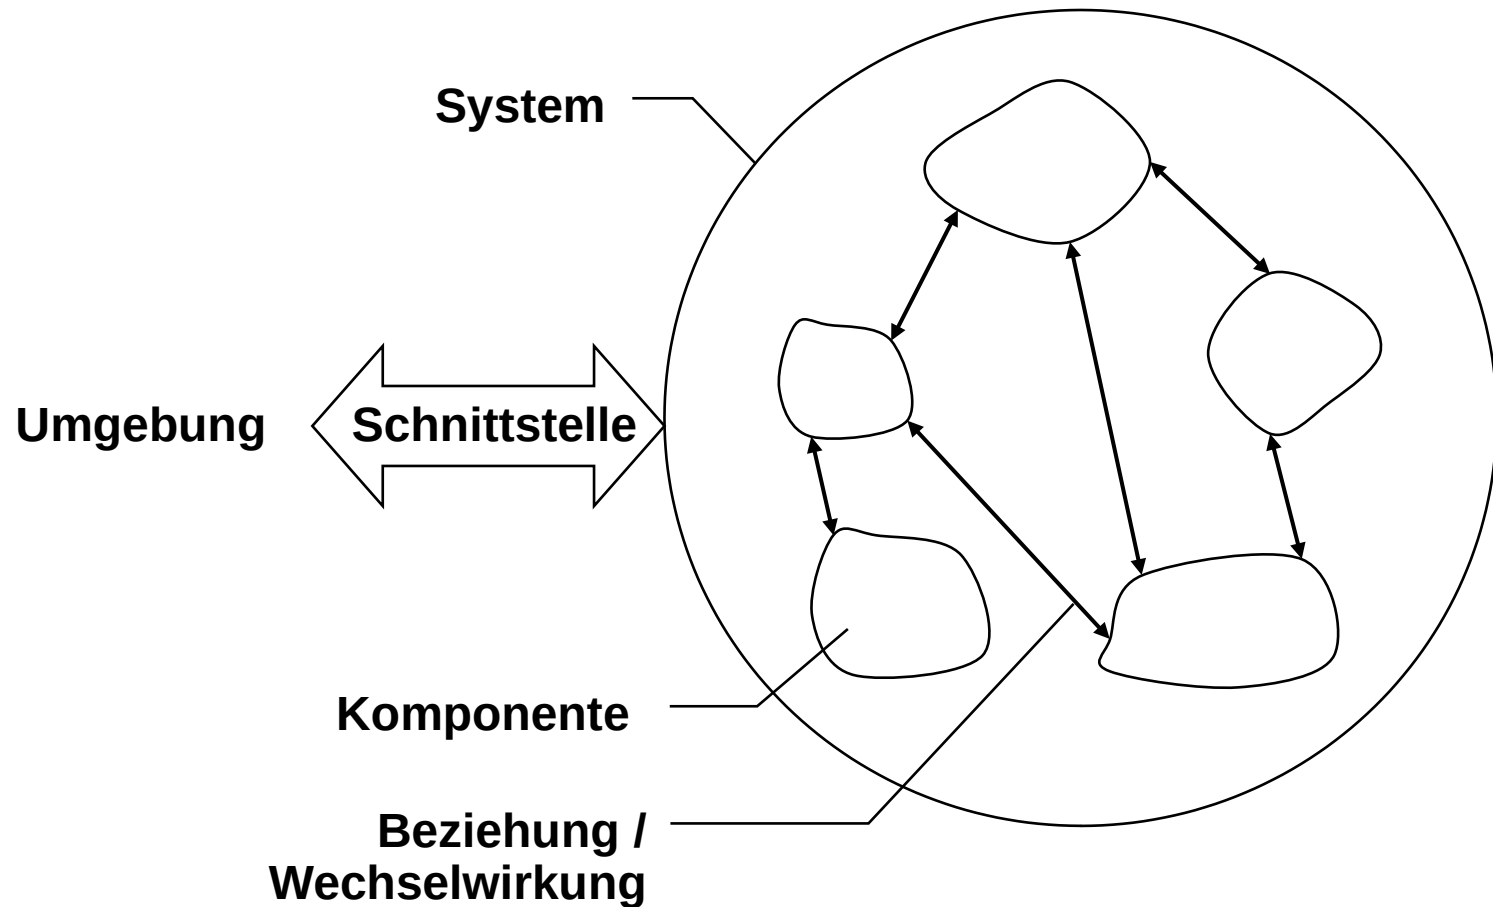 System
Umgebung
Schnittstelle
Komponente
Beziehung /
Wechselwirkung